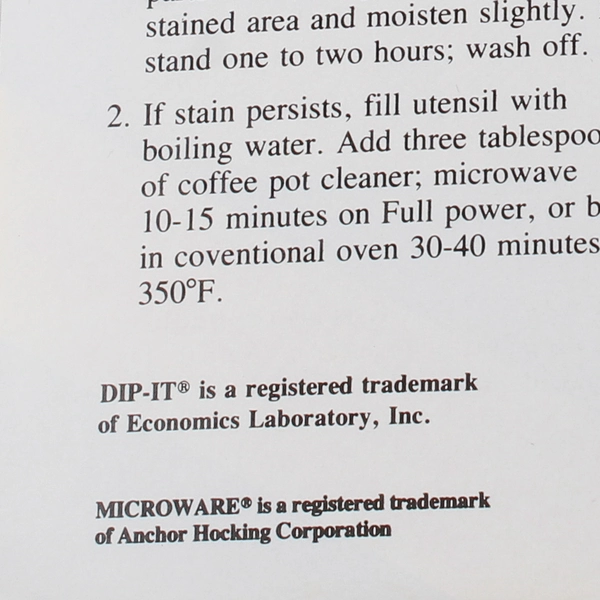 stained area and moisten slightly.
stand one to two hours; wash off.
2. If stain persists, fill utensil with
boiling water. Add three tablespoo
of coffee pot cleaner; microwave
10-15 minutes on Full power, or b
in coventional oven 30-40 minutes
350°F.
DIP-IT® is a registered trademark
of Economics Laboratory, Inc.
MICROWARE® is a registered trademark
of Anchor Hocking Corporation